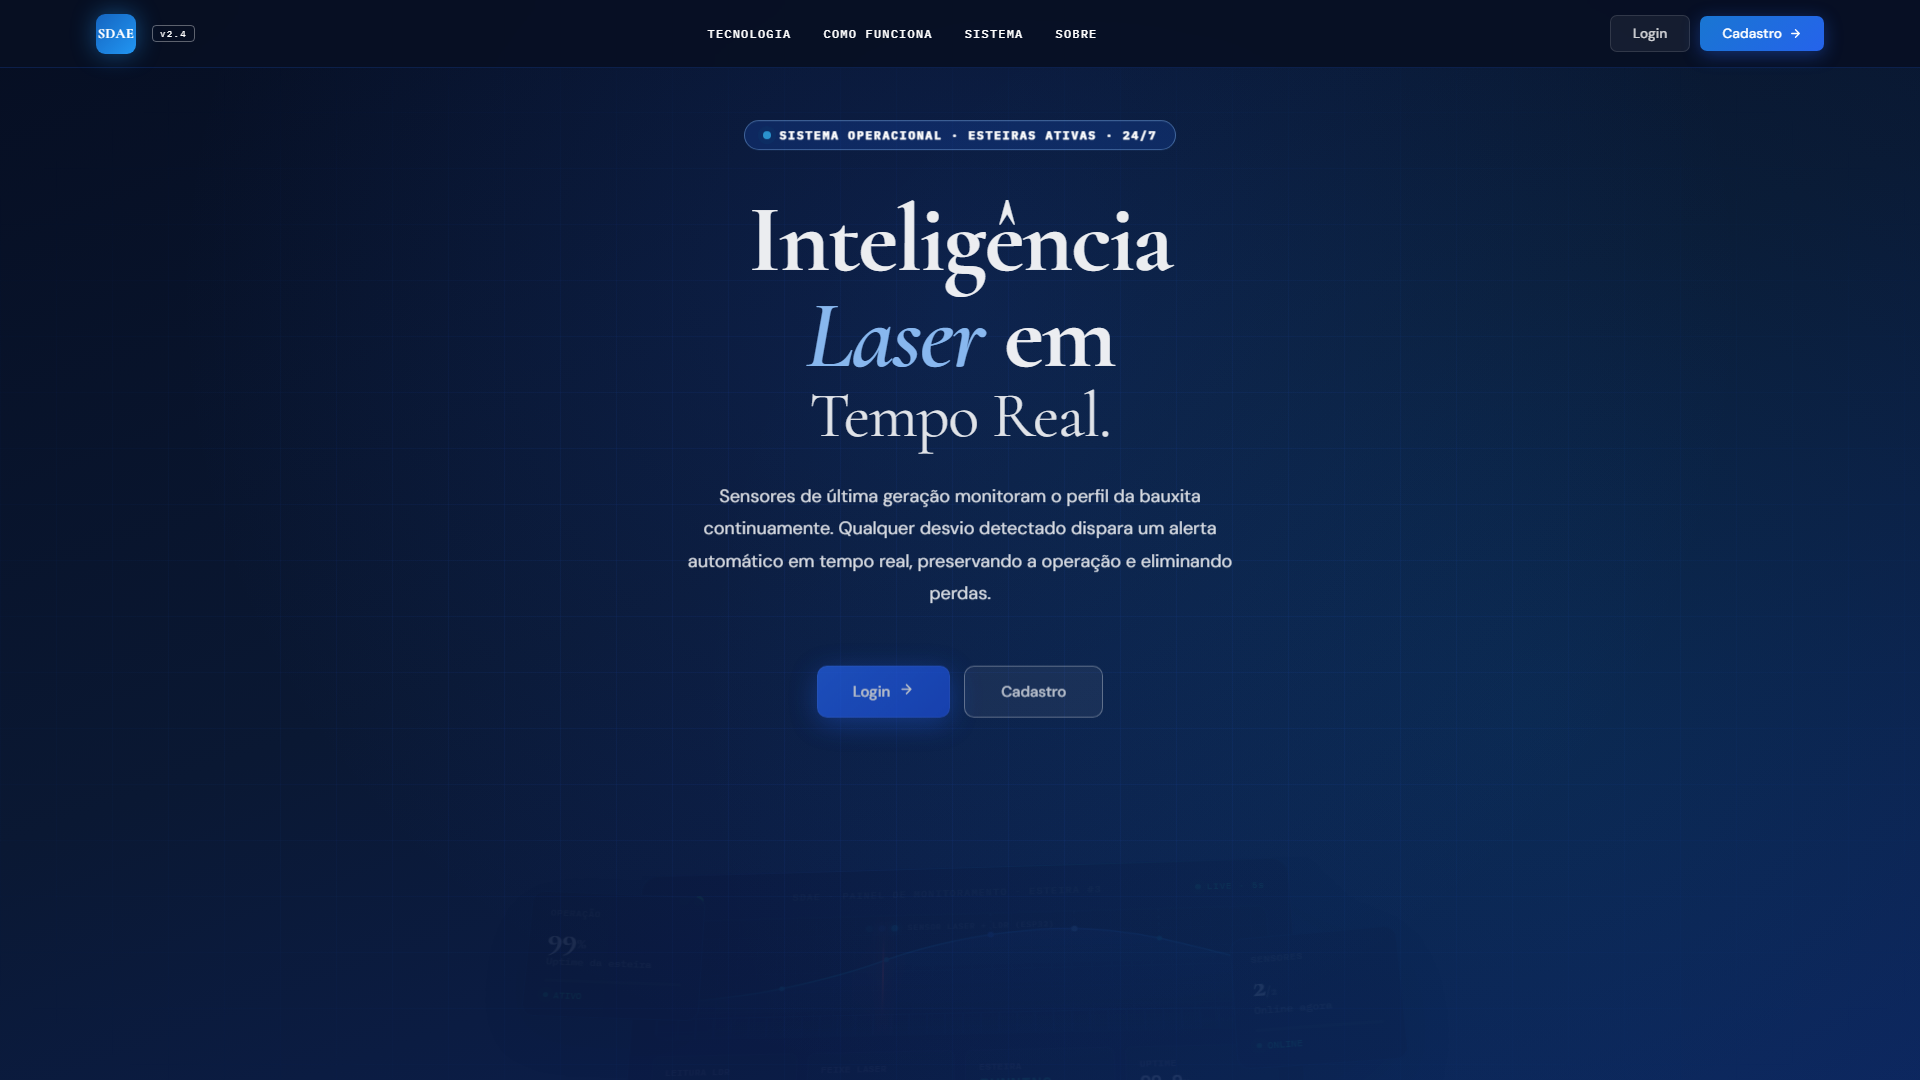 SDAE
v2.4
TECNOLOGIA
COMO FUNCIONA
SISTEMA
SOBRE
Login
Cadastro →
SISTEMA OPERACIONAL · ESTEIRAS ATIVAS · 24/7
Inteligência
Laser em
Tempo Real.
Sensores de última geração monitoram o perfil da bauxita
continuamente. Qualquer desvio detectado dispara um alerta
automático em tempo real, preservando a operação e eliminando
perdas.
Login →
Cadastro
99
2